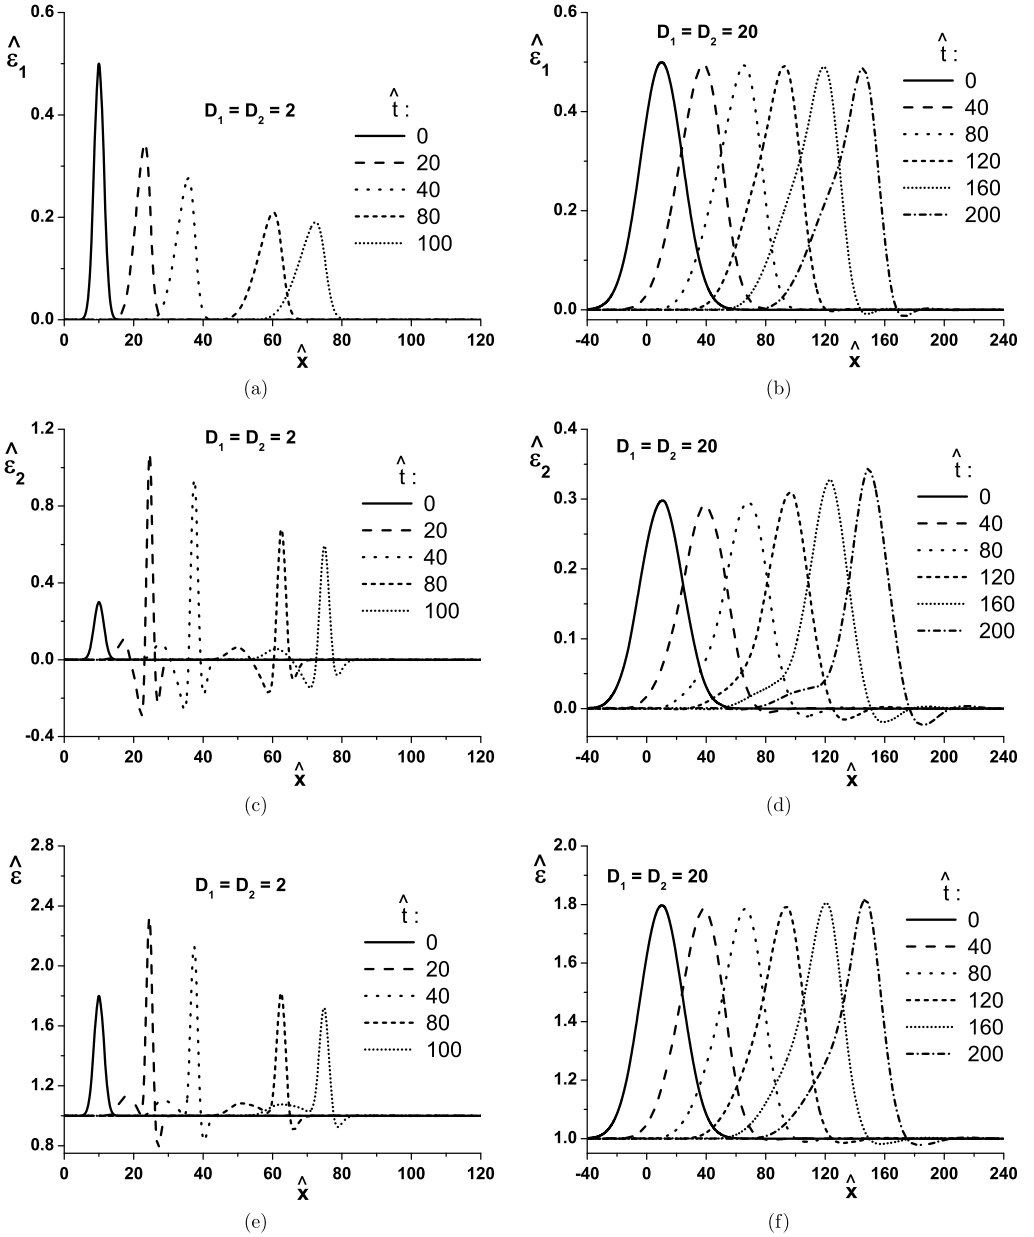 ε̂₁
0.6
0.4
0.2
0.0
D₁ = D₂ = 2
t̂ :
0
20
40
80
100
0 20 40 60 80 100 120
x̂
(a)
ε̂₁
0.6
0.4
0.2
0.0
D₁ = D₂ = 20
t̂ :
0
40
80
120
160
200
-40 0 40 80 120 160 200 240
x̂
(b)
ε̂₂
1.2
0.8
0.4
0.0
-0.4
D₁ = D₂ = 2
t̂ :
0
20
40
80
100
0 20 40 60 80 100 120
x̂
(c)
ε̂₂
0.4
0.3
0.2
0.1
0.0
D₁ = D₂ = 20
t̂ :
0
40
80
120
160
200
-40 0 40 80 120 160 200 240
x̂
(d)
ε̂
2.8
2.4
2.0
1.6
1.2
0.8
D₁ = D₂ = 2
t̂ :
0
20
40
80
100
0 20 40 60 80 100 120
x̂
(e)
ε̂
2.0
1.8
1.6
1.4
1.2
1.0
D₁ = D₂ = 20
t̂ :
0
40
80
120
160
200
-40 0 40 80 120 160 200 240
x̂
(f)